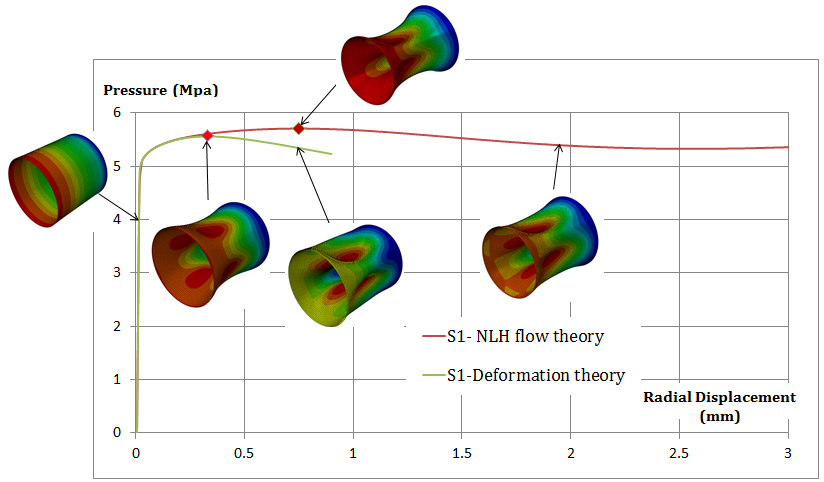 Pressure (Mpa)
6
5
4
3
2
1
0
S1- NLH flow theory
S1-Deformation theory
Radial Displacement
(mm)
0 0.5 1 1.5 2 2.5 3